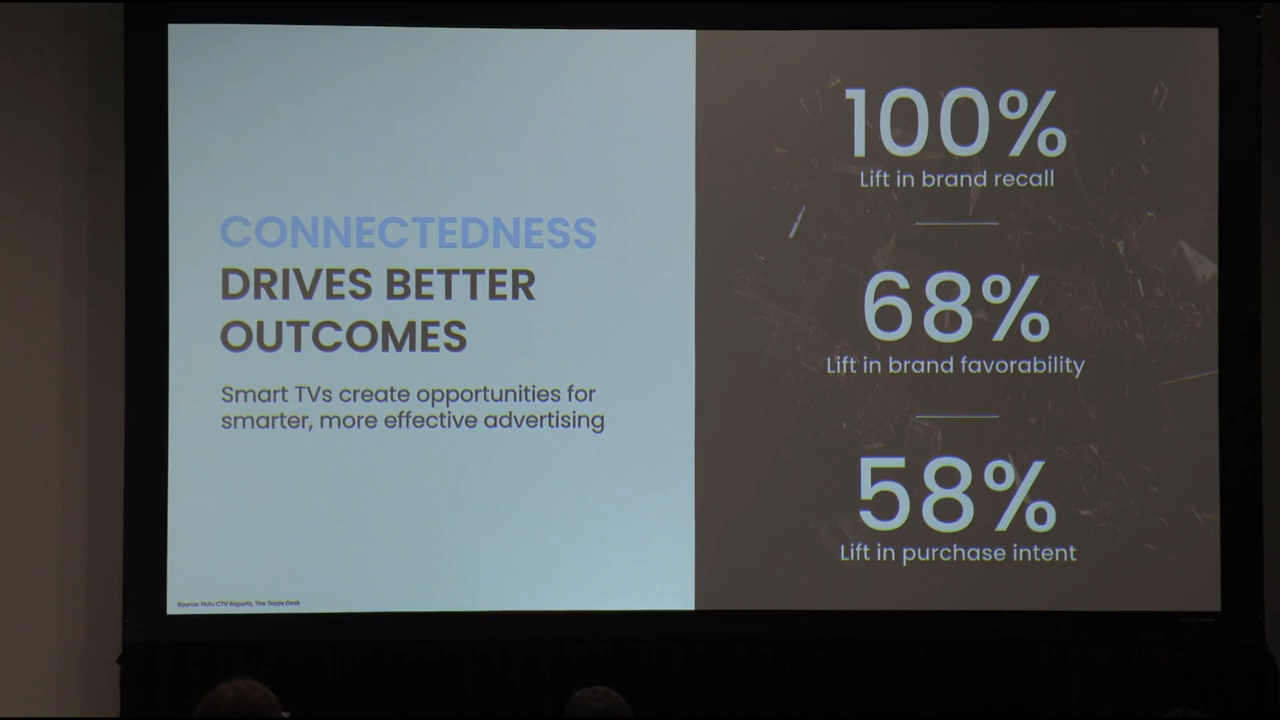 CONNECTEDNESS
DRIVES BETTER
OUTCOMES
Smart TVs create opportunities for
smarter, more effective advertising
Source: Hulu CTV Reports, The Trade Desk
100%
Lift in brand recall
68%
Lift in brand favorability
58%
Lift in purchase intent